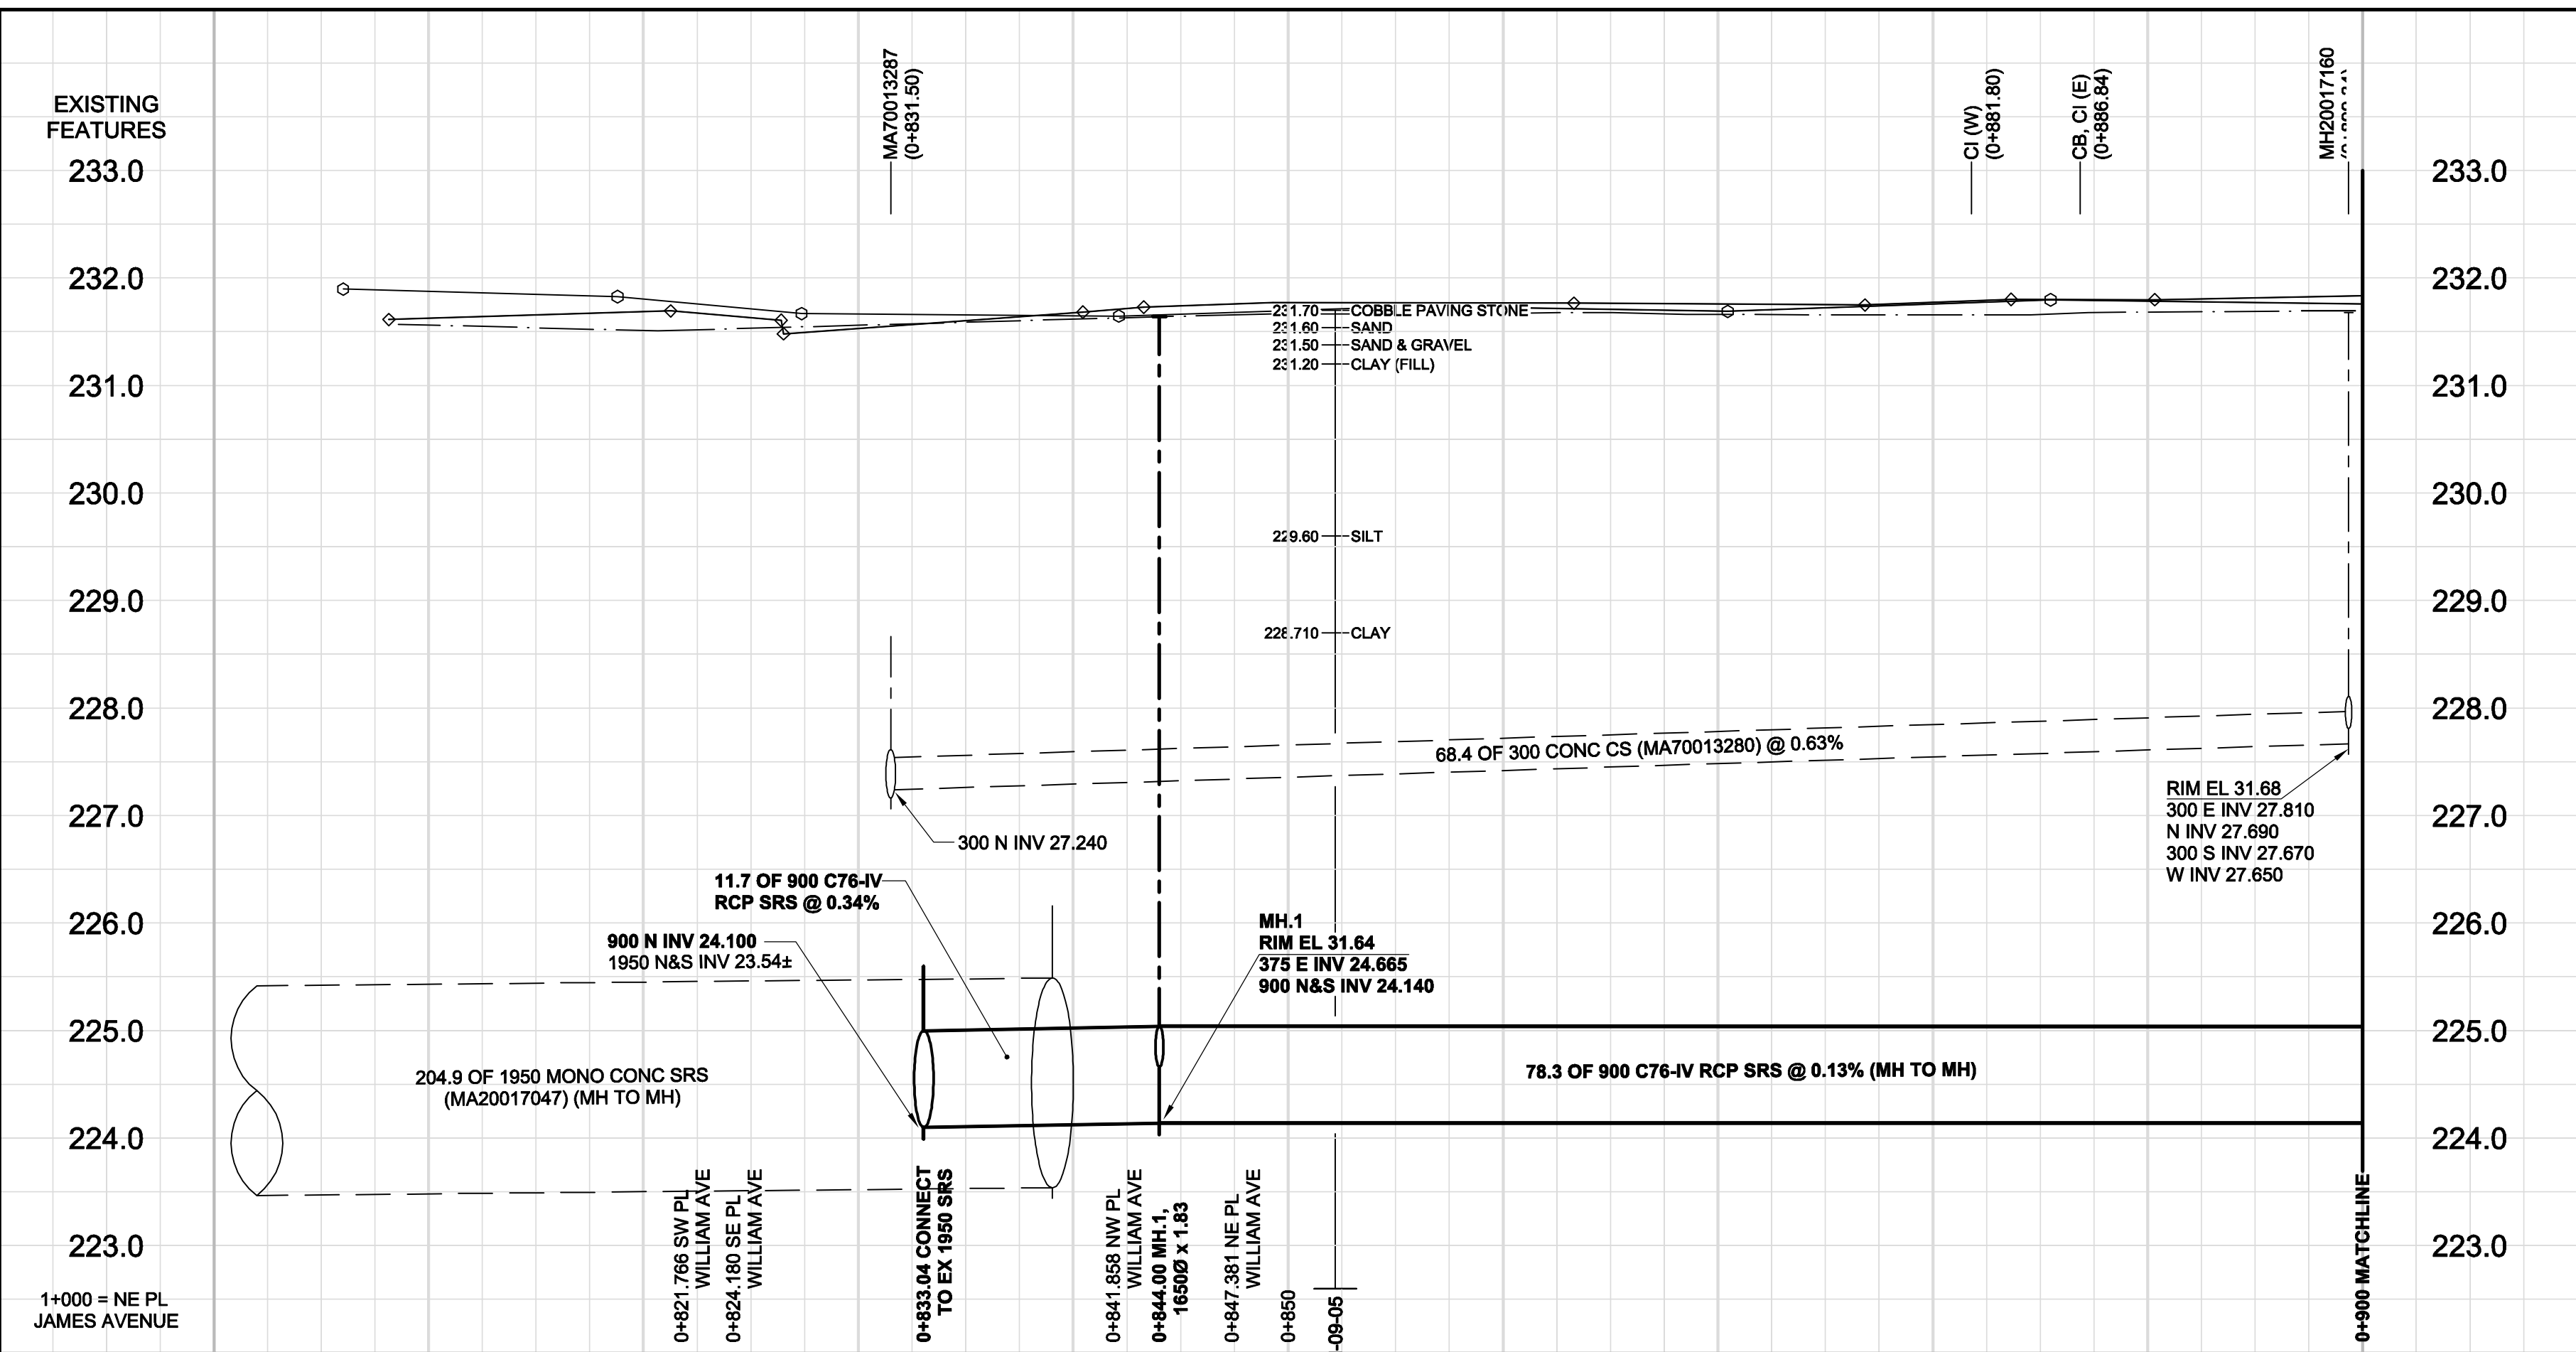 EXISTING
FEATURES
MA70013287
(0+831.50)
CI (W)
(0+881.80)
CB, CI (E)
(0+886.84)
MH20017160
233.0
233.0
232.0
232.0
231.70
COBBLE PAVING STONE
231.60
SAND
231.50
SAND & GRAVEL
231.20
CLAY (FILL)
231.0
231.0
230.0
230.0
229.60
SILT
229.0
229.0
228.710
CLAY
228.0
228.0
68.4 OF 300 CONC CS (MA70013280) @ 0.63%
227.0
227.0
300 N INV 27.240
RIM EL 31.68
300 E INV 27.810
N INV 27.690
300 S INV 27.670
W INV 27.650
11.7 OF 900 C76-IV
RCP SRS @ 0.34%
226.0
226.0
900 N INV 24.100
1950 N&S INV 23.54±
MH.1
RIM EL 31.64
375 E INV 24.665
900 N&S INV 24.140
225.0
225.0
204.9 OF 1950 MONO CONC SRS
(MA20017047) (MH TO MH)
78.3 OF 900 C76-IV RCP SRS @ 0.13% (MH TO MH)
224.0
224.0
223.0
223.0
0+821.766 SW PL
WILLIAM AVE
0+824.180 SE PL
WILLIAM AVE
0+833.04 CONNECT
TO EX 1950 SRS
0+841.858 NW PL
WILLIAM AVE
0+844.00 MH.1,
1650Ø x 1.83
0+847.381 NE PL
WILLIAM AVE
0+850
-09-05
0+900 MATCHLINE
1+000 = NE PL
JAMES AVENUE